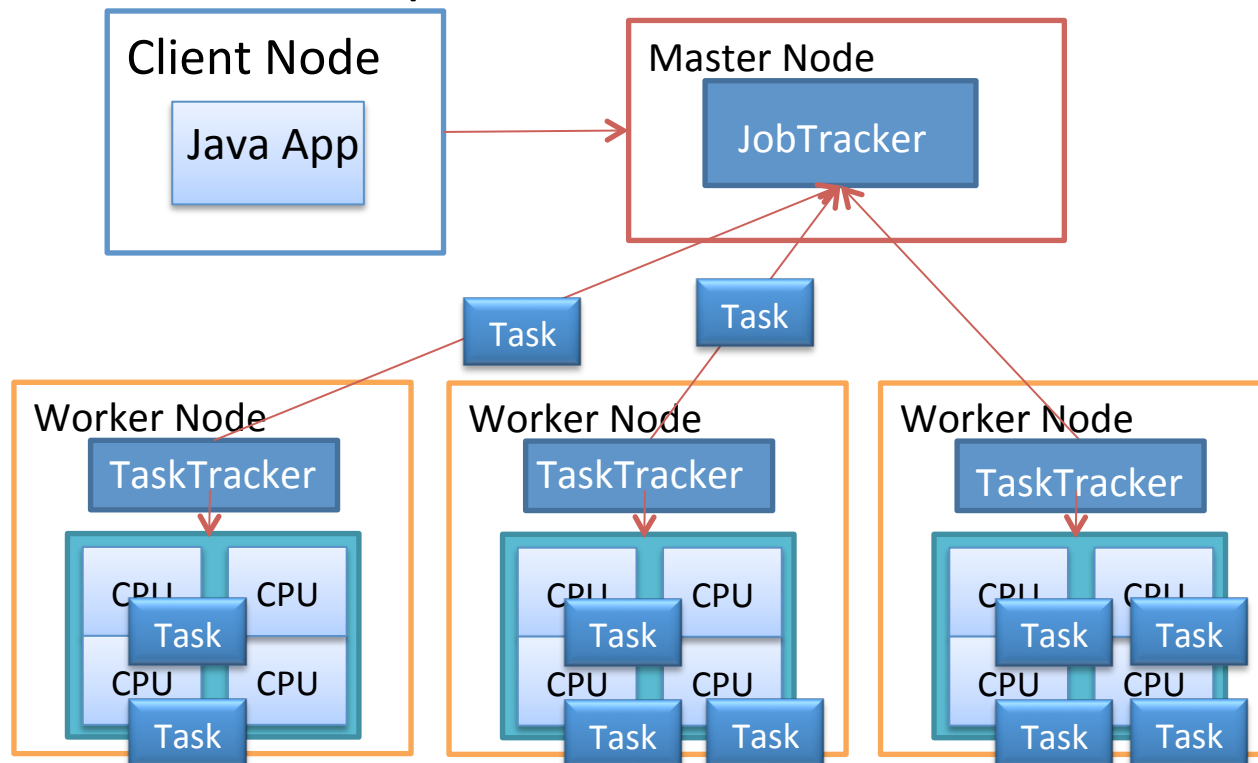 Client Node
Java App
Master Node
JobTracker
Task
Task
Worker Node
TaskTracker
CPU
CPU
Task
CPU
CPU
Task
Worker Node
TaskTracker
CPU
CPU
Task
CPU
CPU
Task
Task
Worker Node
TaskTracker
CPU
CPU
Task
Task
CPU
CPU
Task
Task